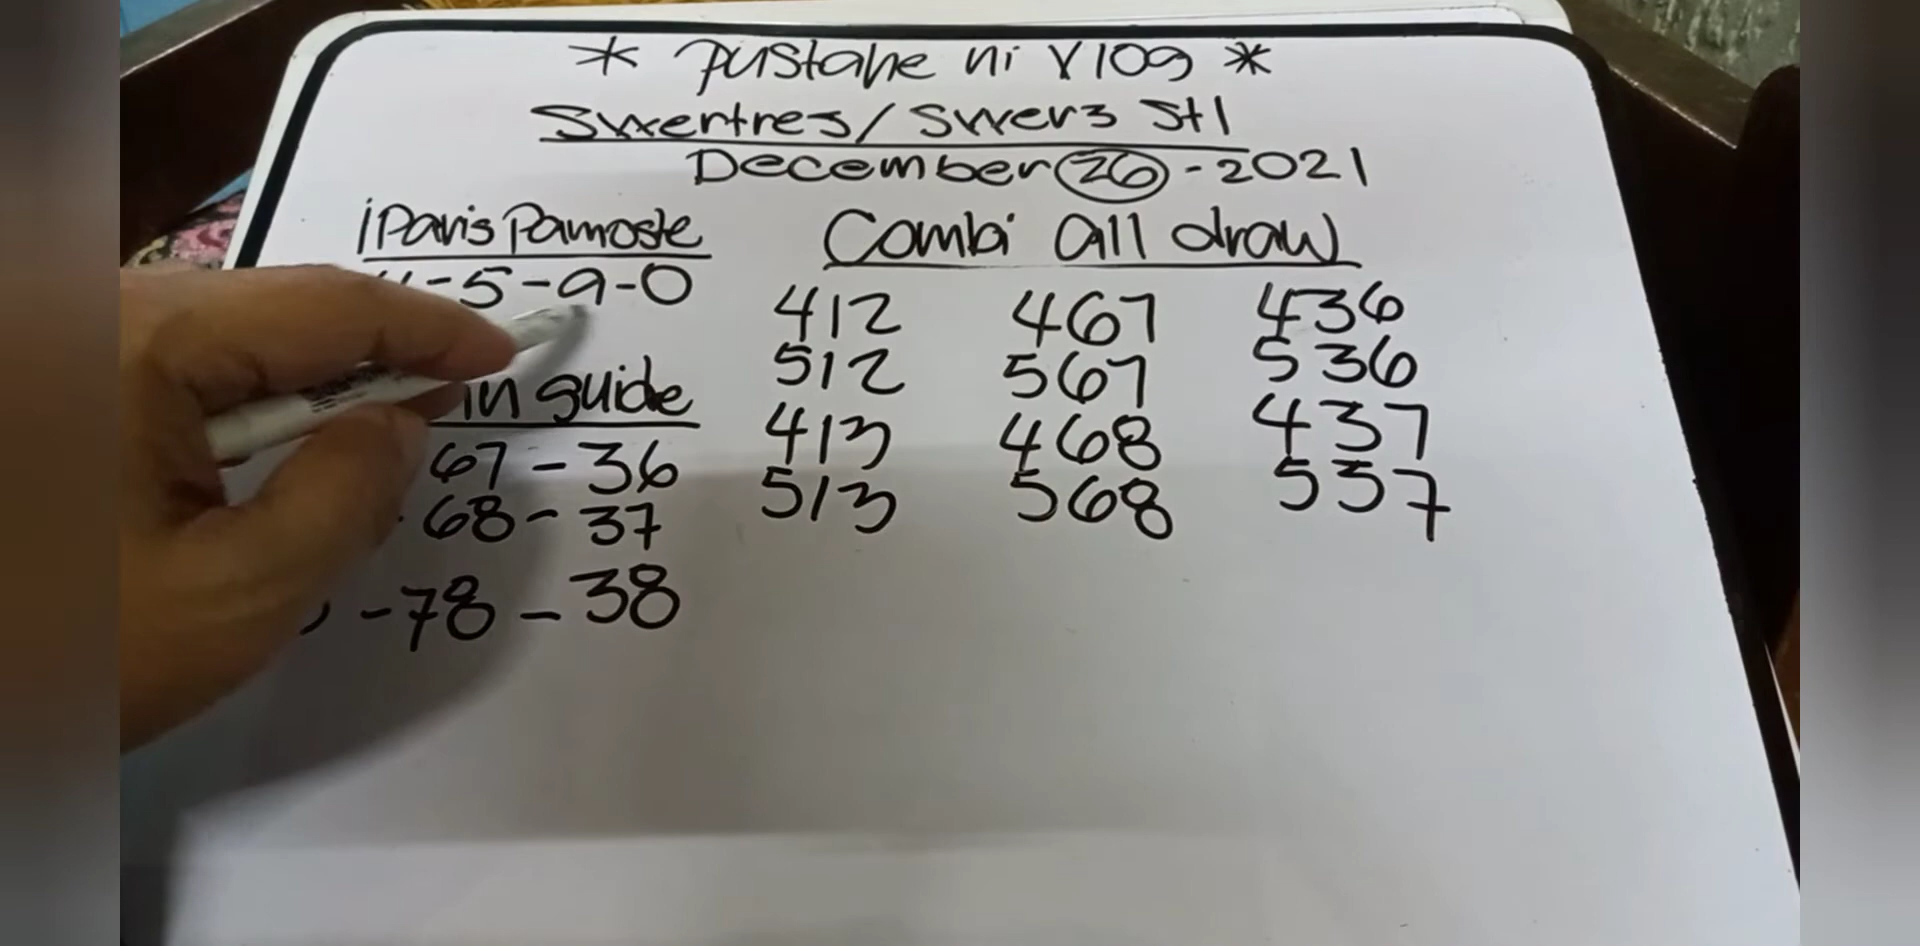 * Pustahe ni Vlog *
Swertres/Swer3 Stl
December 26-2021
iParis Pamoste
-5-9-0
guide
67-36
68-37
-78-38
Combi all draw
412 467 436
512 567 536
413 468 437
513 568 537